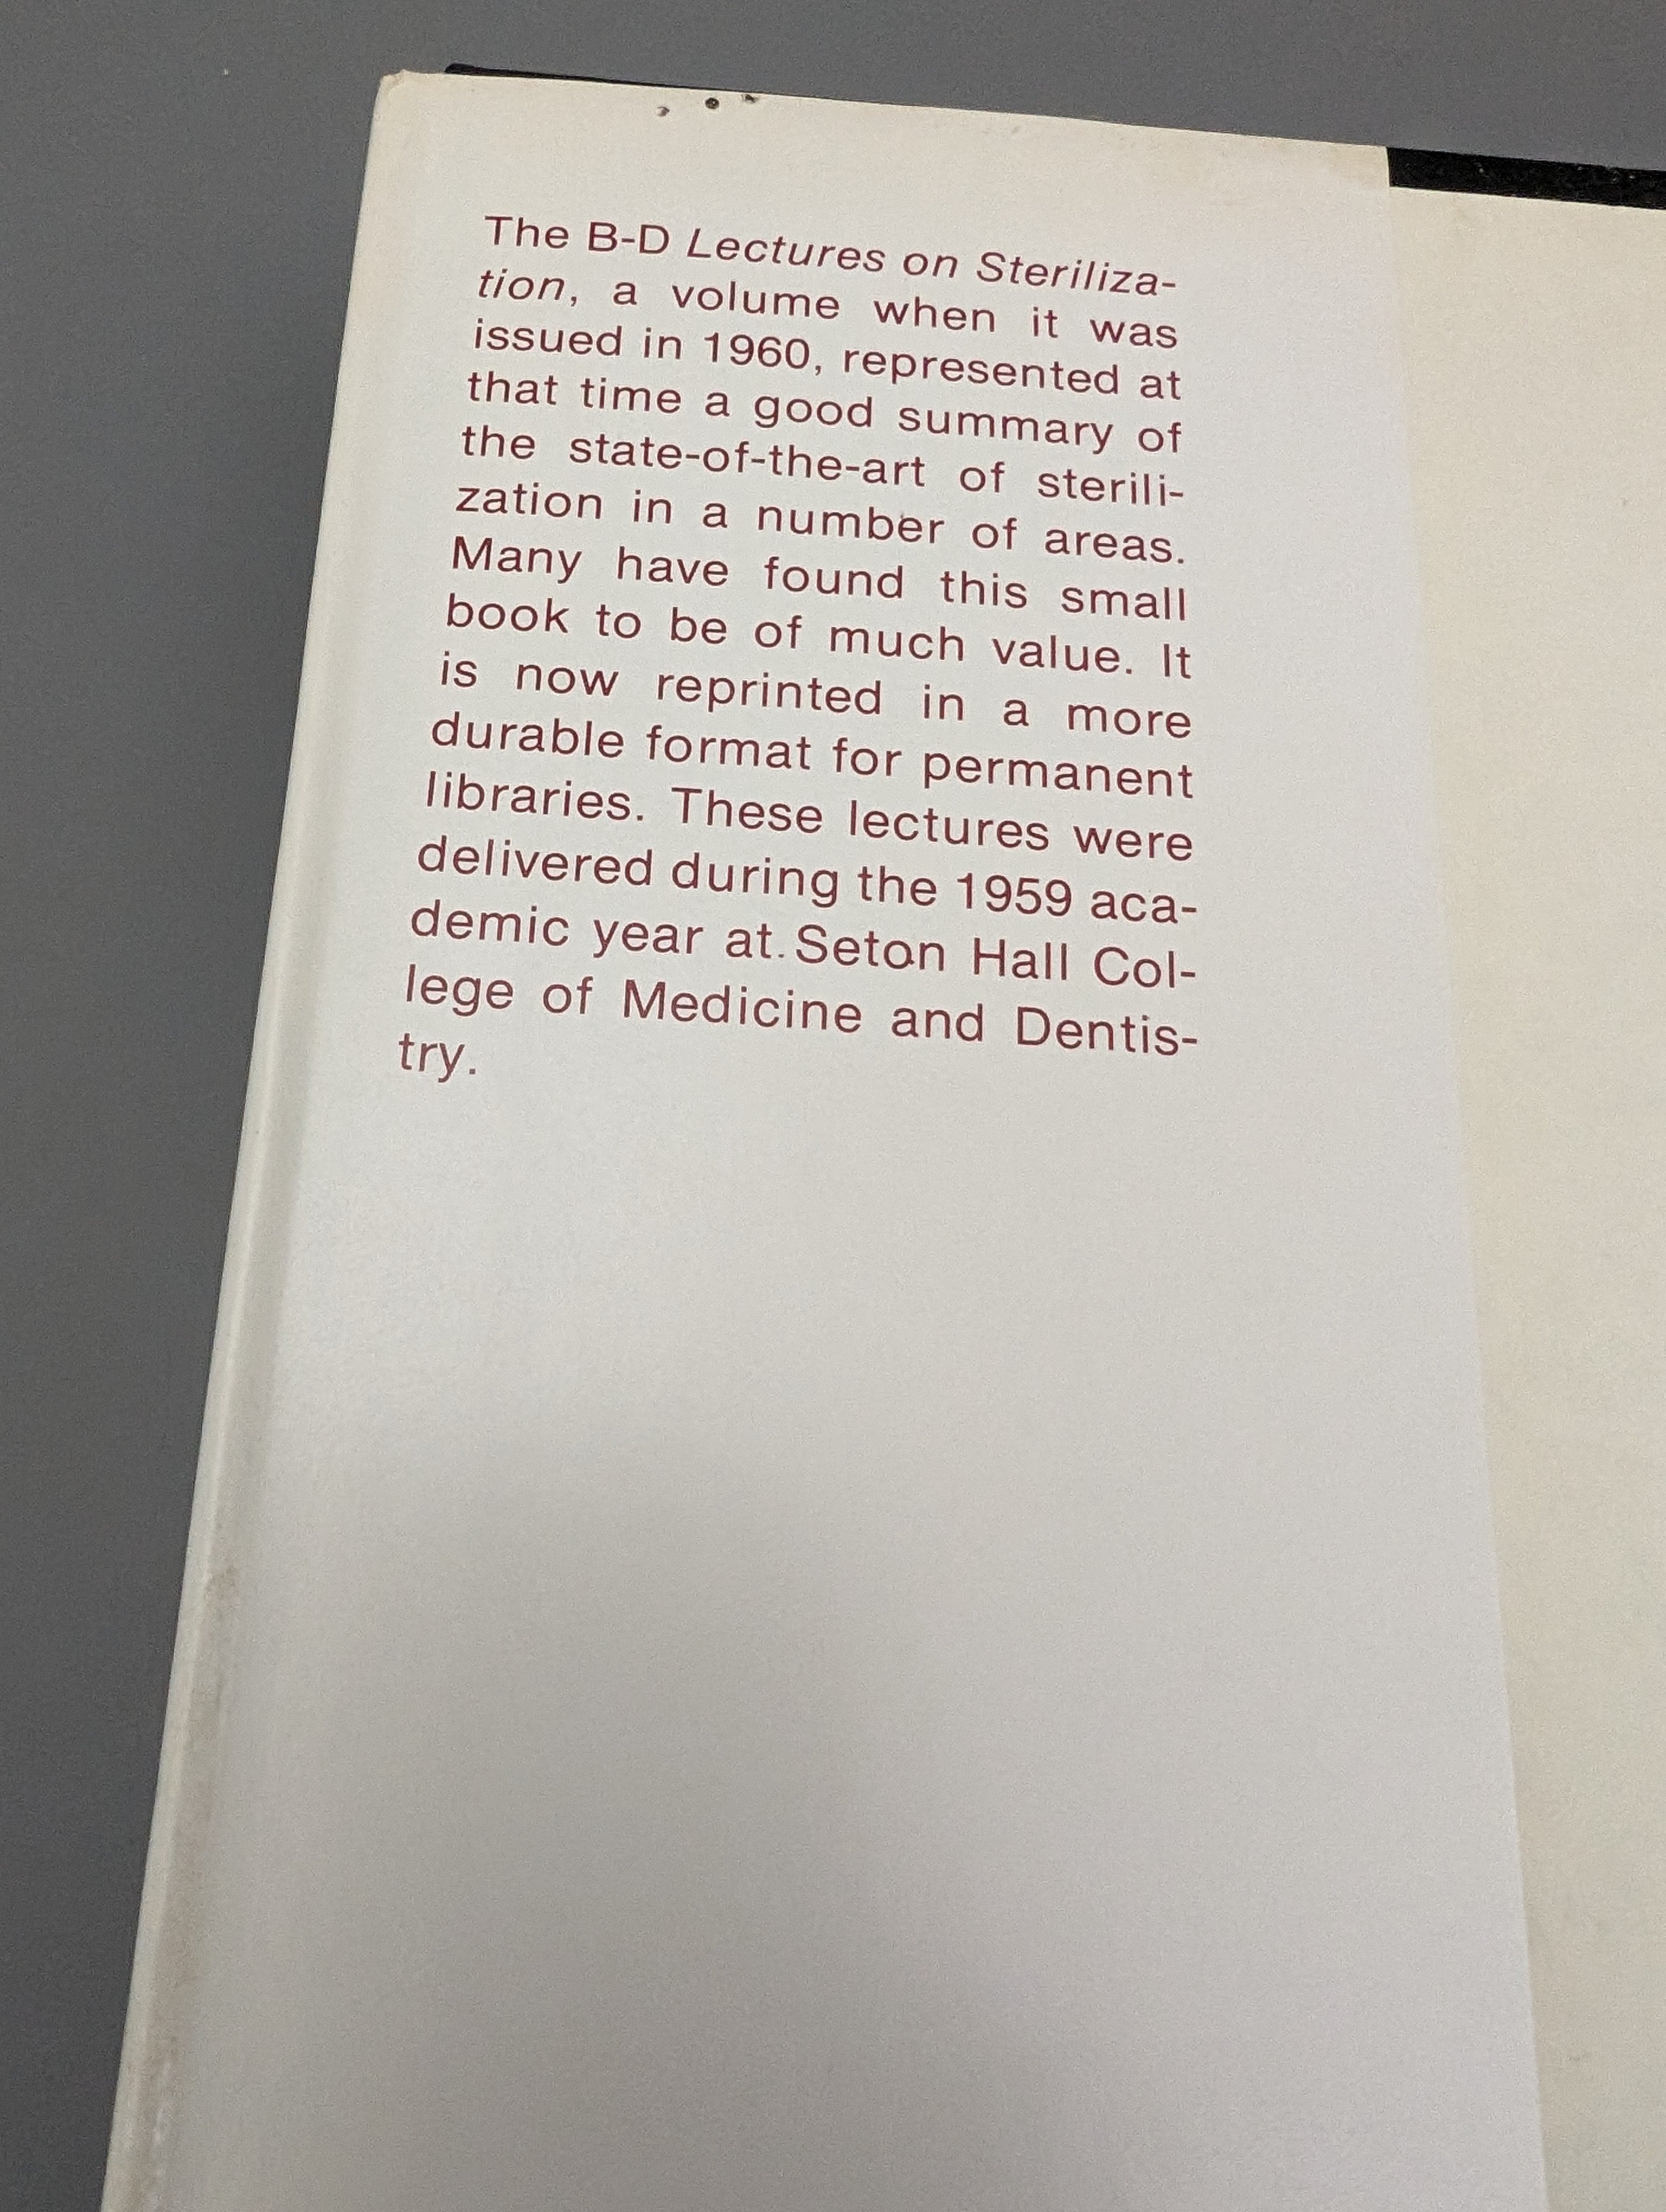 The B-D Lectures on Steriliza-
tion, a volume when it was
issued in 1960, represented at
that time a good summary of
the state-of-the-art of sterili-
zation in a number of areas.
Many have found this small
book to be of much value. It
is now reprinted in a more
durable format for permanent
libraries. These lectures were
delivered during the 1959 aca-
demic year at. Seton Hall Col-
lege of Medicine and Dentis-
try.